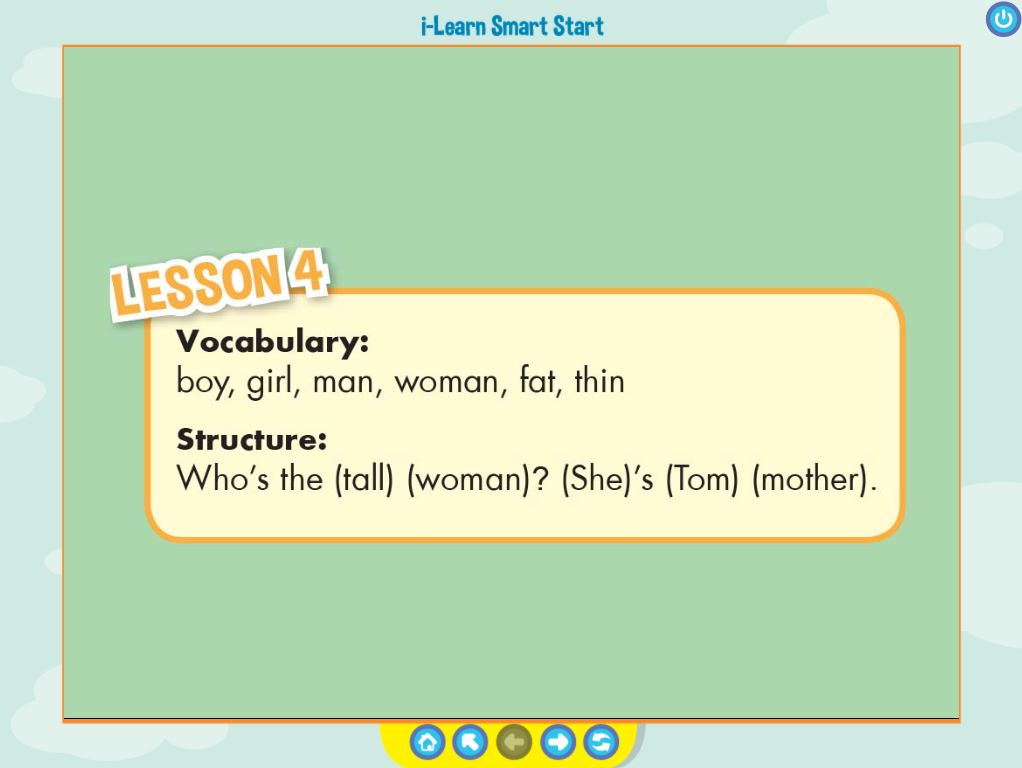 i-Learn Smart Start
LESSON 4
Vocabulary:
boy, girl, man, woman, fat, thin
Structure:
Who’s the (tall) (woman)? (She)’s (Tom) (mother).